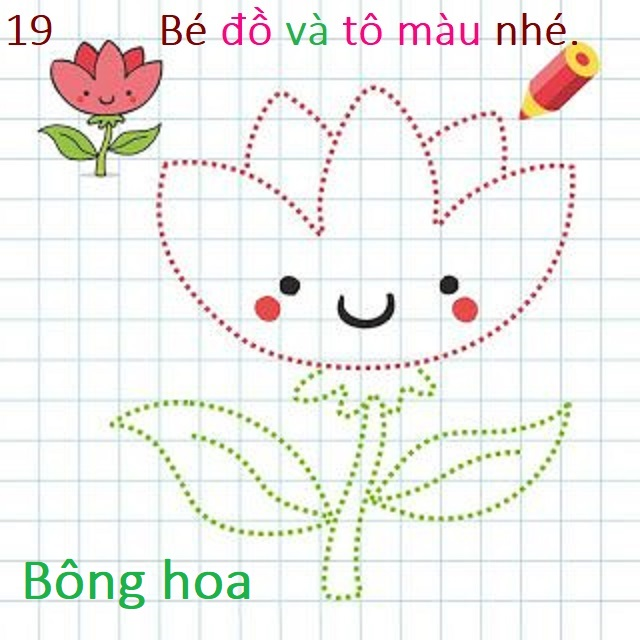 19 Bé đồ và tô màu nhé.
Bông hoa